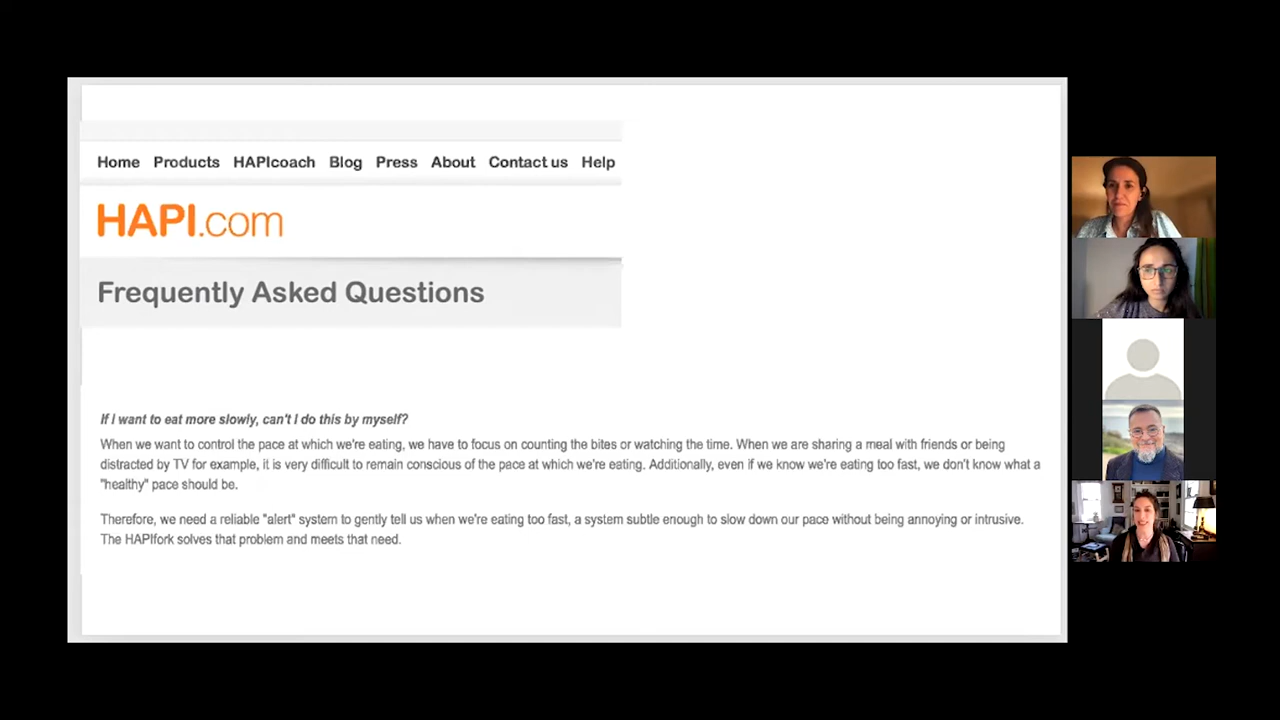 Home Products HAPIcoach Blog Press About Contact us Help
HAPI.com
Frequently Asked Questions
If I want to eat more slowly, can't I do this by myself?
When we want to control the pace at which we're eating, we have to focus on counting the bites or watching the time. When we are sharing a meal with friends or being
distracted by TV for example, it is very difficult to remain conscious of the pace at which we're eating. Additionally, even if we know we're eating too fast, we don't know what a
"healthy" pace should be.
Therefore, we need a reliable "alert" system to gently tell us when we're eating too fast, a system subtle enough to slow down our pace without being annoying or intrusive.
The HAPIfork solves that problem and meets that need.